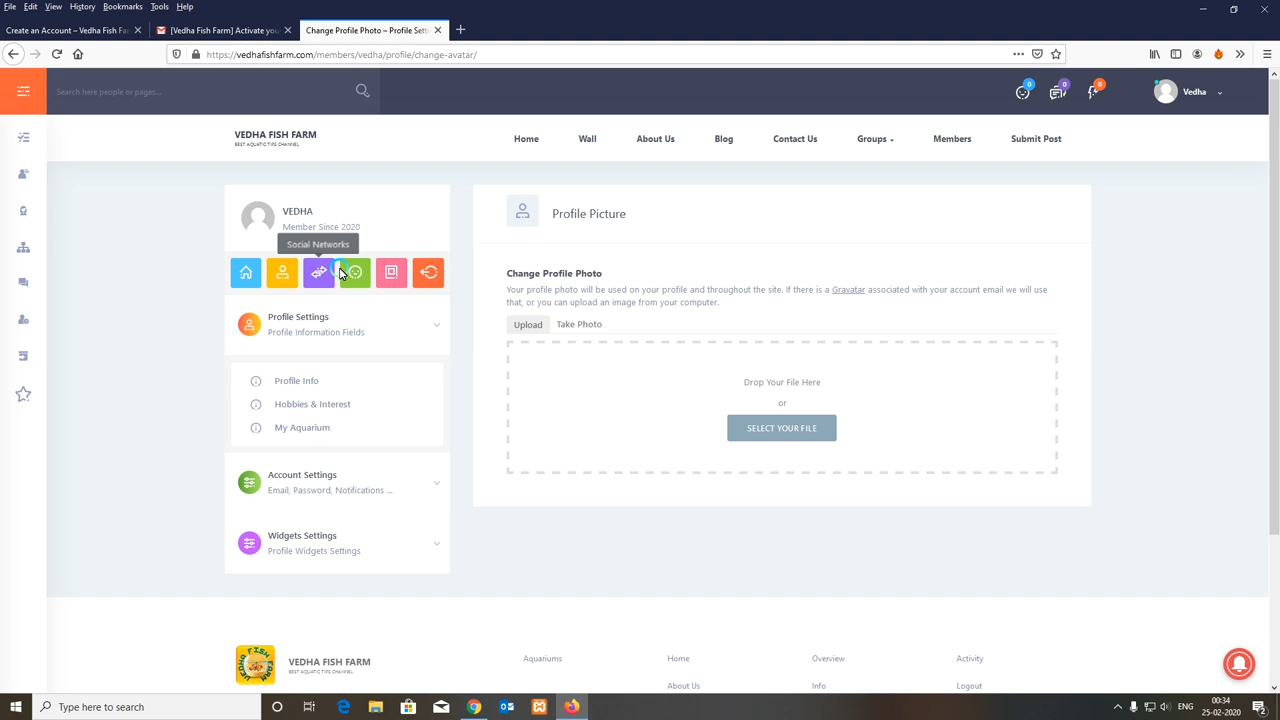 File Edit View History Bookmarks Tools Help
Create an Account – Vedha Fish Fa
[Vedha Fish Farm] Activate you
Change Profile Photo – Profile Sett
https://vedhafishfarm.com/members/vedha/profile/change-avatar/
Search here people or pages...
0
0
0
Vedha
VEDHA FISH FARM
BEST AQUATIC TIPS CHANNEL
Home Wall About Us Blog Contact Us Groups Members Submit Post
VEDHA
Member Since 2020
Social Networks
Profile Settings
Profile Information Fields
Profile Info
Hobbies & Interest
My Aquarium
Account Settings
Email, Password, Notifications ...
Widgets Settings
Profile Widgets Settings
Profile Picture
Change Profile Photo
Your profile photo will be used on your profile and throughout the site. If there is a Gravatar associated with your account email we will use
that, or you can upload an image from your computer.
Upload Take Photo
Drop Your File Here
or
SELECT YOUR FILE
VEDHA FISH FARM
VEDHA FISH FARM
BEST AQUATIC TIPS CHANNEL
Aquariums Home Overview Activity
About Us Info Logout
Type here to search
ENG
00:34
25-02-2020
2